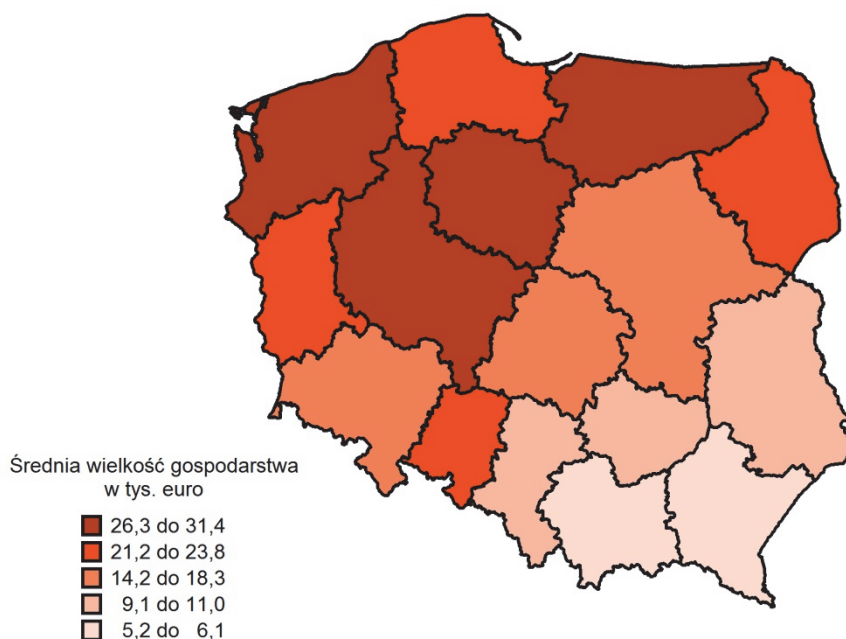 Średnia wielkość gospodarstwa
w tys. euro
26,3 do 31,4
21,2 do 23,8
14,2 do 18,3
9,1 do 11,0
5,2 do 6,1